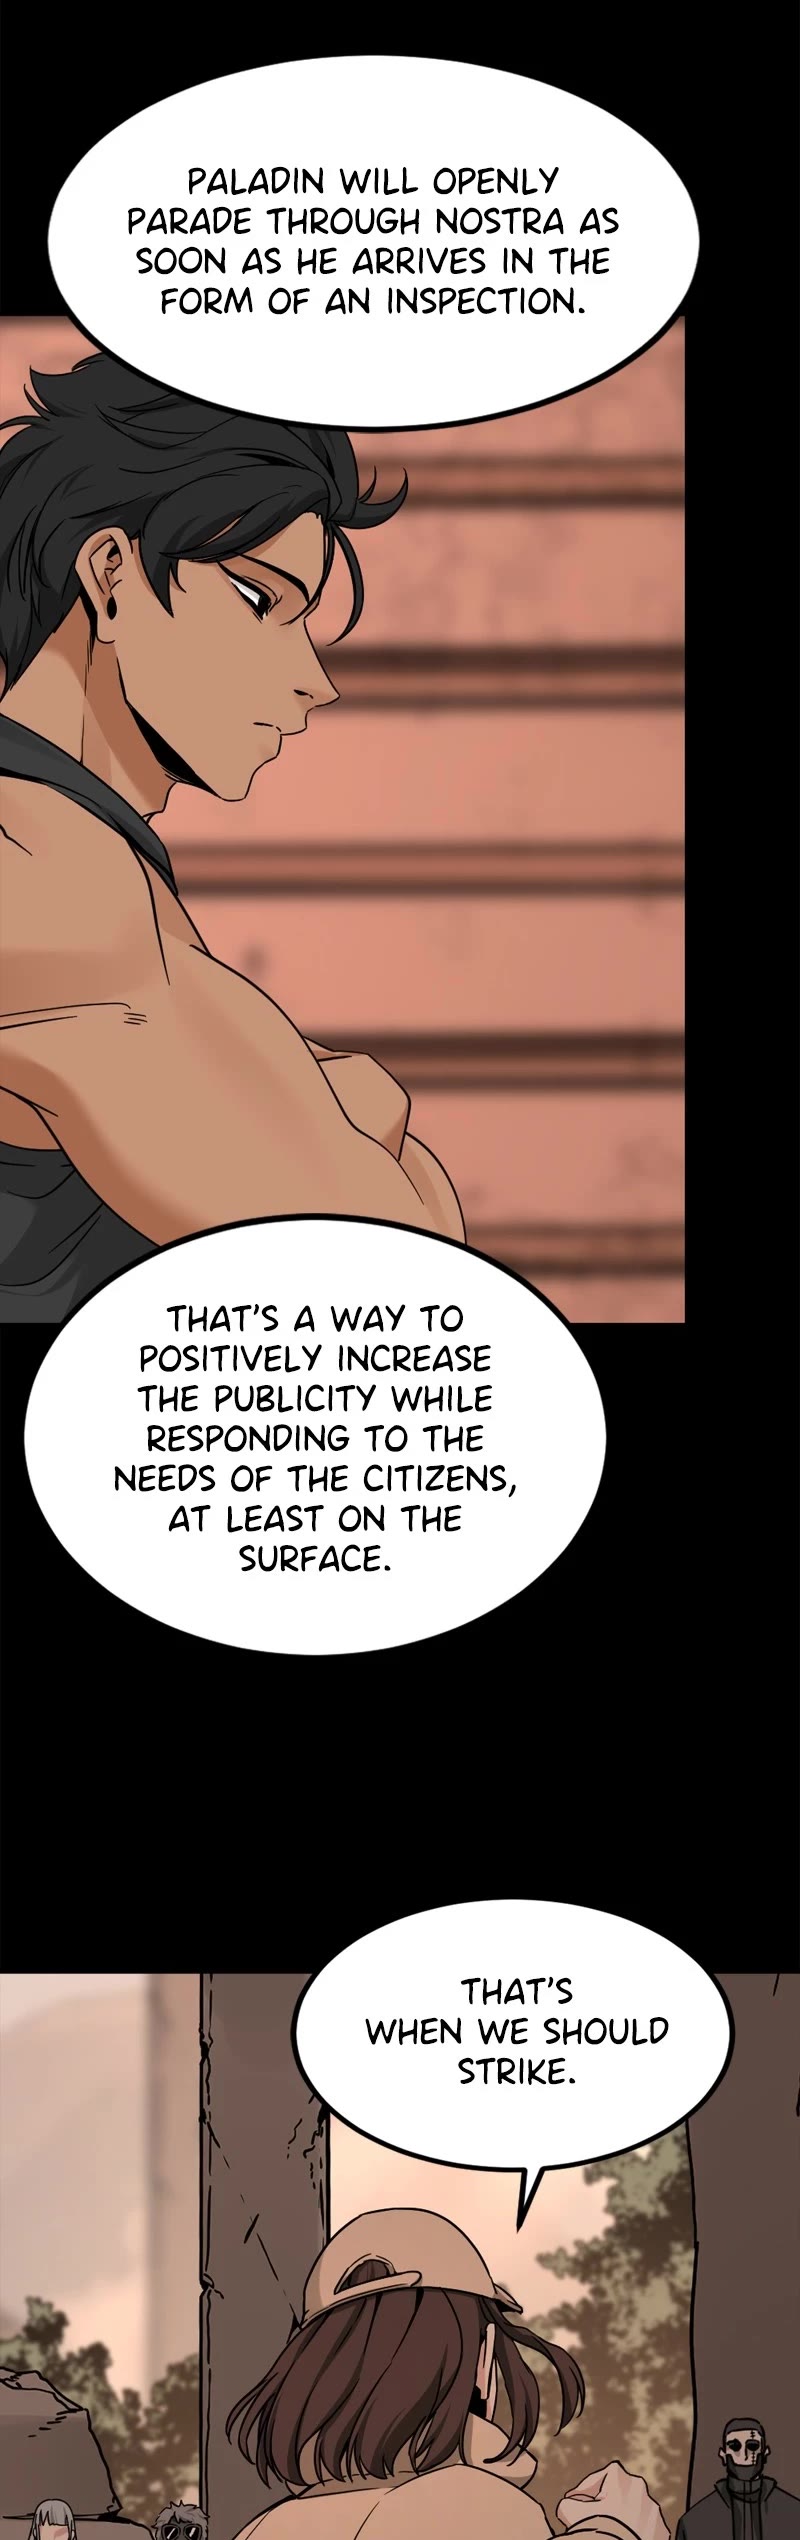 PALADIN WILL OPENLY
PARADE THROUGH NOSTRA AS
SOON AS HE ARRIVES IN THE
FORM OF AN INSPECTION.
THAT'S A WAY TO
POSITIVELY INCREASE
THE PUBLICITY WHILE
RESPONDING TO THE
NEEDS OF THE CITIZENS,
AT LEAST ON THE
SURFACE.
THAT'S
WHEN WE SHOULD
STRIKE.